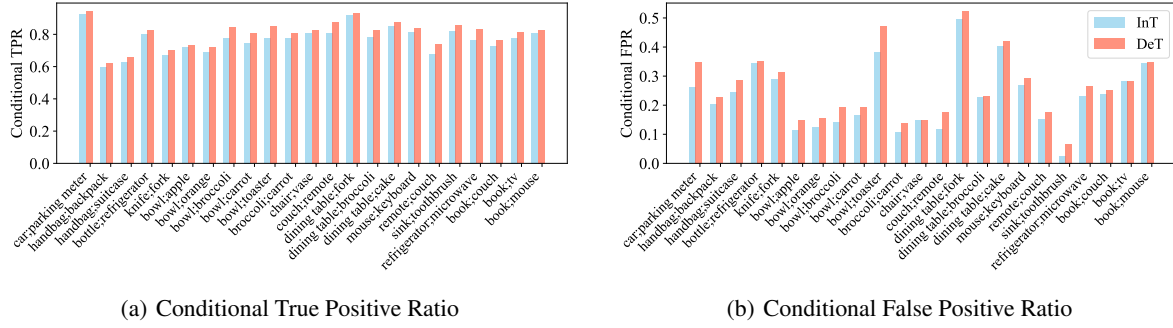 Conditional TPR
0.8
0.6
0.4
0.2
0.0
car;parking meter
handbag;backpack
handbag;suitcase
bottle;refrigerator
knife;fork
bowl;apple
bowl;orange
bowl;broccoli
bowl;carrot
bowl;toaster
broccoli;carrot
chair;vase
couch;remote
dining table;fork
dining table;broccoli
dining table;cake
mouse;keyboard
remote;couch
sink;toothbrush
refrigerator;microwave
book;couch
book;tv
book;mouse
(a) Conditional True Positive Ratio
Conditional FPR
0.5
0.4
0.3
0.2
0.1
0.0
InT
DeT
car;parking meter
handbag;backpack
handbag;suitcase
bottle;refrigerator
knife;fork
bowl;apple
bowl;orange
bowl;broccoli
bowl;carrot
bowl;toaster
broccoli;carrot
chair;vase
couch;remote
dining table;fork
dining table;broccoli
dining table;cake
mouse;keyboard
remote;couch
sink;toothbrush
refrigerator;microwave
book;couch
book;tv
book;mouse
(b) Conditional False Positive Ratio